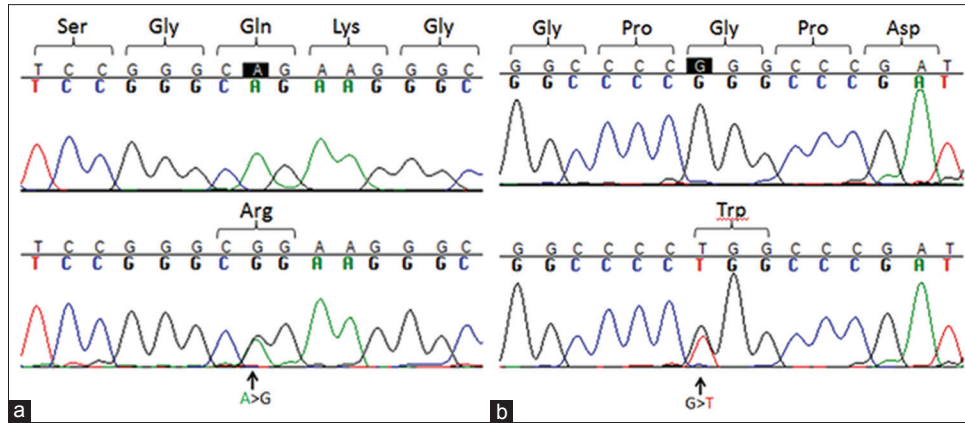 Ser Gly Gln Lys Gly
T C C G G G C A G A A G G G C
T C C G G G C A G A A G G G C
Arg
T C C G G G C G G A A G G G C
T C C G G G C G G A A G G G C
A>G
a
Gly Pro Gly Pro Asp
G G C C C C G G G C C C G A T
G G C C C C G G G C C C G A T
Trp
G G C C C C T G G C C C G A T
G G C C C C T G G C C C G A T
G>T
b